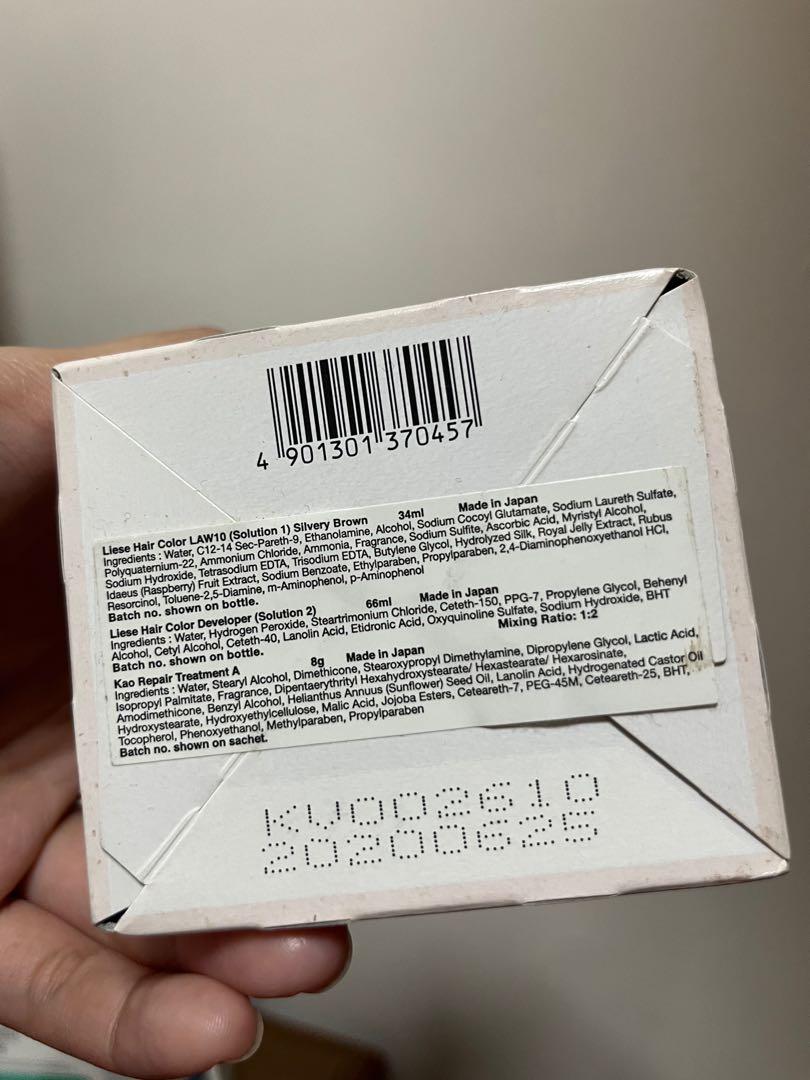 4 901301 370457
Liese Hair Color LAW10 (Solution 1) Silvery Brown 34ml Made in Japan
Ingredients : Water, C12-14 Sec-Pareth-9, Ethanolamine, Alcohol, Sodium Cocoyl Glutamate, Sodium Laureth Sulfate,
Polyquaternium-22, Ammonium Chloride, Ammonia, Fragrance, Sodium Sulfite, Ascorbic Acid, Myristyl Alcohol,
Sodium Hydroxide, Tetrasodium EDTA, Trisodium EDTA, Butylene Glycol, Hydrolyzed Silk, Royal Jelly Extract, Rubus
Idaeus (Raspberry) Fruit Extract, Sodium Benzoate, Ethylparaben, Propylparaben, 2,4-Diaminophenoxyethanol HCl,
Resorcinol, Toluene-2,5-Diamine, m-Aminophenol, p-Aminophenol
Batch no. shown on bottle.
Liese Hair Color Developer (Solution 2) 66ml Made in Japan
Ingredients : Water, Hydrogen Peroxide, Steartrimonium Chloride, Ceteth-150, PPG-7, Propylene Glycol, Behenyl
Alcohol, Cetyl Alcohol, Ceteth-40, Lanolin Acid, Etidronic Acid, Oxyquinoline Sulfate, Sodium Hydroxide, BHT
Batch no. shown on bottle. Mixing Ratio: 1:2
Kao Repair Treatment A 8g Made in Japan
Ingredients : Water, Stearyl Alcohol, Dimethicone, Stearoxypropyl Dimethylamine, Dipropylene Glycol, Lactic Acid,
Isopropyl Palmitate, Fragrance, Dipentaerythrityl Hexahydroxystearate/ Hexastearate/ Hexarosinate,
Amodimethicone, Benzyl Alcohol, Helianthus Annuus (Sunflower) Seed Oil, Lanolin Acid, Hydrogenated Castor Oil
Hydroxystearate, Hydroxyethylcellulose, Malic Acid, Jojoba Esters, Ceteareth-7, PEG-45M, Ceteareth-25, BHT,
Tocopherol, Phenoxyethanol, Methylparaben, Propylparaben
Batch no. shown on sachet.
KV002610
20200625